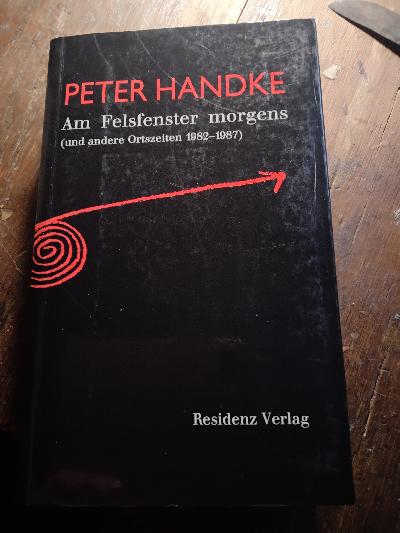 PETER HANDKE
Am Felsfenster morgens
(und andere Ortszeiten 1982–1987)
Residenz Verlag